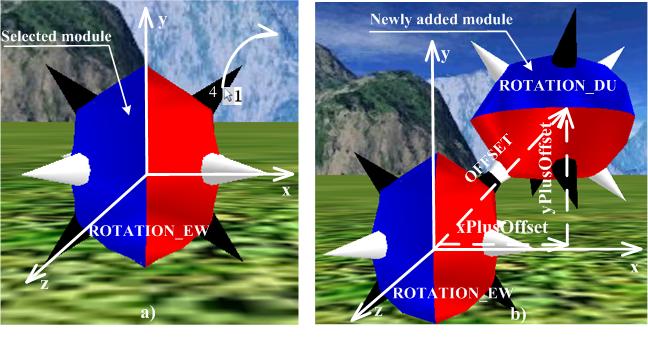 Selected module
y
4
1
x
ROTATION_EW
z
a)
Newly added module
y
ROTATION_DU
OFFSET
yPlusOffset
xPlusOffset
x
ROTATION_EW
z
b)